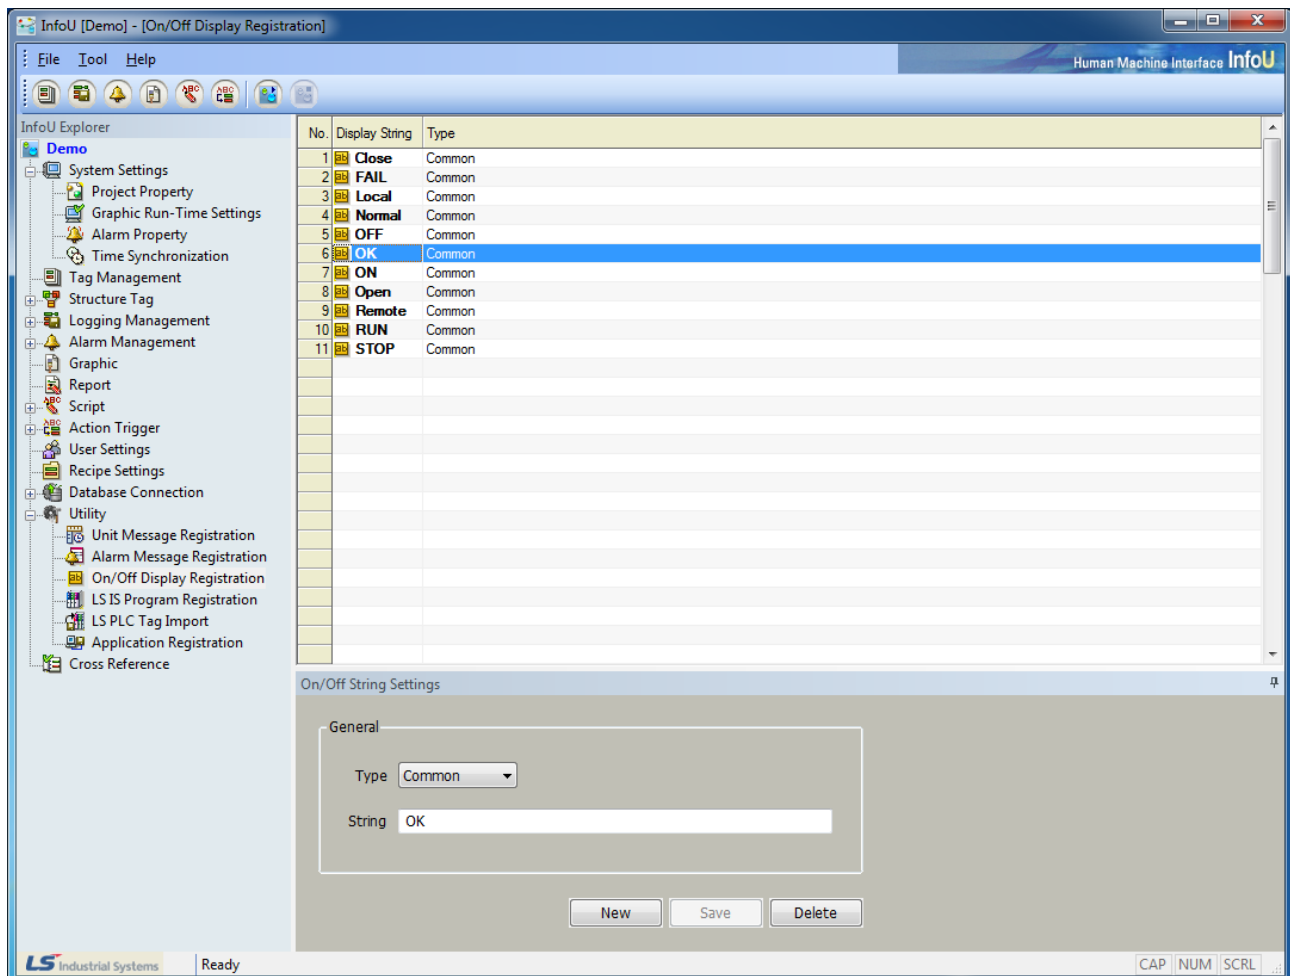 InfoU [Demo] - [On/Off Display Registration]
File Tool Help
Human Machine Interface InfoU
InfoU Explorer
Demo
System Settings
Project Property
Graphic Run-Time Settings
Alarm Property
Time Synchronization
Tag Management
Structure Tag
Logging Management
Alarm Management
Graphic
Report
Script
Action Trigger
User Settings
Recipe Settings
Database Connection
Utility
Unit Message Registration
Alarm Message Registration
On/Off Display Registration
LS IS Program Registration
LS PLC Tag Import
Application Registration
Cross Reference
No. Display String Type
1 Close Common
2 FAIL Common
3 Local Common
4 Normal Common
5 OFF Common
6 OK Common
7 ON Common
8 Open Common
9 Remote Common
10 RUN Common
11 STOP Common
On/Off String Settings
General
Type Common
String OK
New Save Delete
LS Industrial Systems Ready CAP NUM SCRL